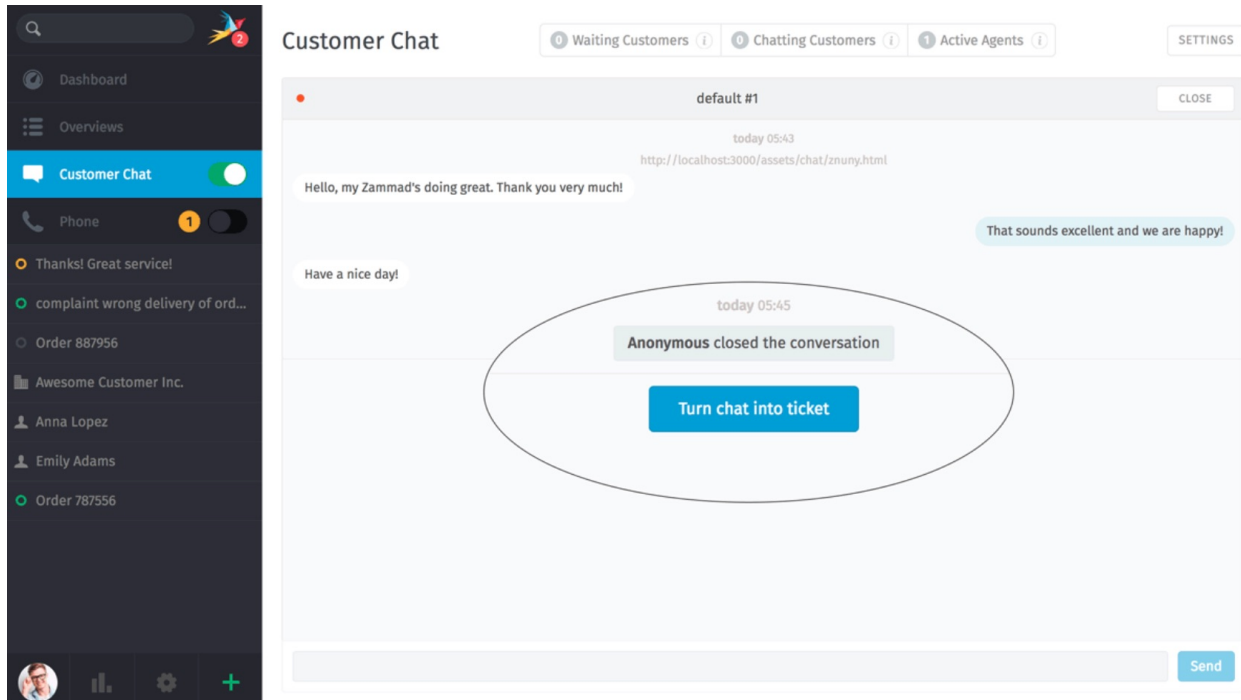 2
Dashboard
Overviews
Customer Chat
Phone 1
Thanks! Great service!
complaint wrong delivery of ord...
Order 887956
Awesome Customer Inc.
Anna Lopez
Emily Adams
Order 787556
Customer Chat
0 Waiting Customers i
0 Chatting Customers i
1 Active Agents i
SETTINGS
default #1
CLOSE
today 05:43
http://localhost:3000/assets/chat/znuny.html
Hello, my Zammad's doing great. Thank you very much!
That sounds excellent and we are happy!
Have a nice day!
today 05:45
Anonymous closed the conversation
Turn chat into ticket
Send